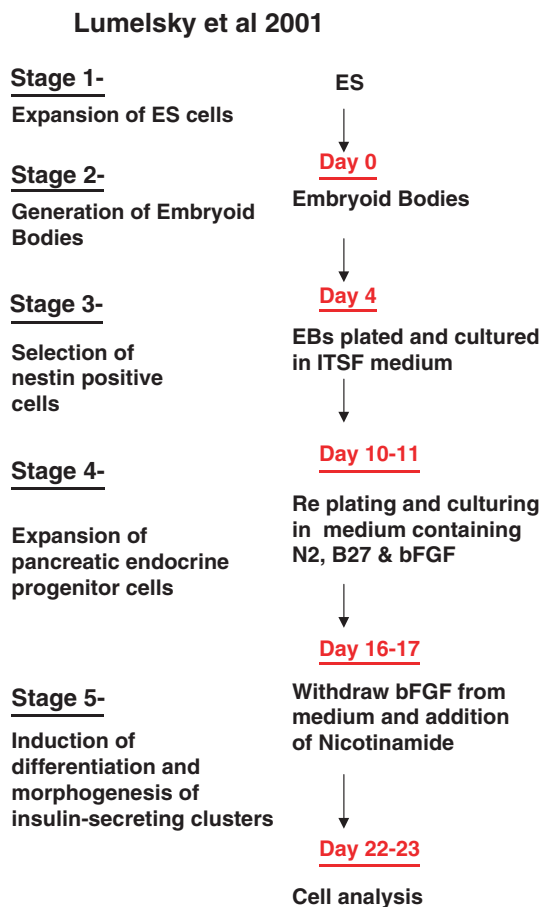 Lumelsky et al 2001
Stage 1-
Expansion of ES cells
ES
Day 0
Stage 2-
Generation of Embryoid
Bodies
Embryoid Bodies
Day 4
Stage 3-
Selection of
nestin positive
cells
EBs plated and cultured
in ITSF medium
Day 10-11
Stage 4-
Expansion of
pancreatic endocrine
progenitor cells
Re plating and culturing
in medium containing
N2, B27 & bFGF
Day 16-17
Stage 5-
Induction of
differentiation and
morphogenesis of
insulin-secreting clusters
Withdraw bFGF from
medium and addition
of Nicotinamide
Day 22-23
Cell analysis